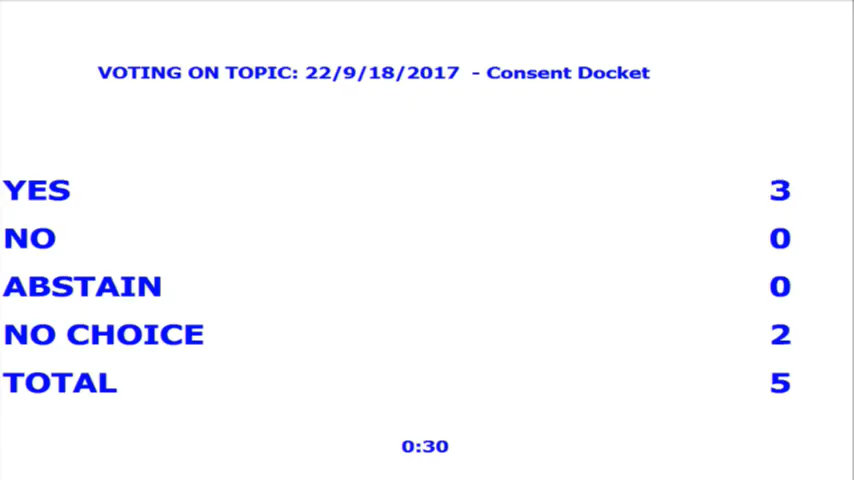 VOTING ON TOPIC: 22/9/18/2017 - Consent Docket
YES 3
NO 0
ABSTAIN 0
NO CHOICE 2
TOTAL 5
0:30